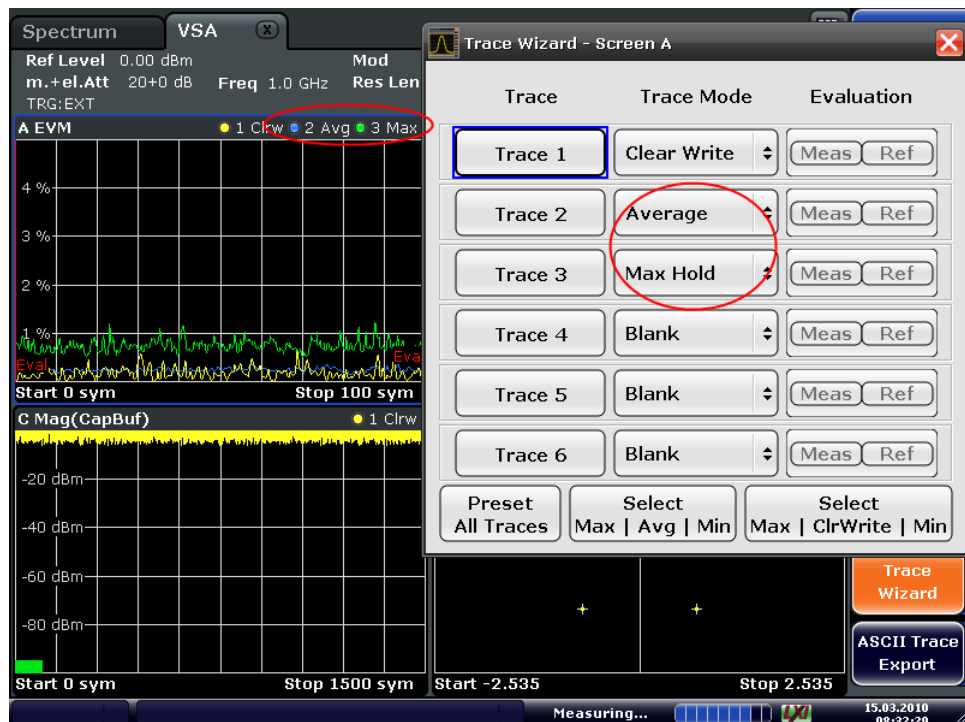 Spectrum
VSA
Ref Level 0.00 dBm Mod
m.+el.Att 20+0 dB Freq 1.0 GHz Res Len
TRG:EXT
A EVM 1 Clrw 2 Avg 3 Max
4 %
3 %
2 %
1 %
Eval
Eva
Start 0 sym Stop 100 sym
C Mag(CapBuf) 1 Clrw
-20 dBm
-40 dBm
-60 dBm
-80 dBm
Start 0 sym Stop 1500 sym
Trace Wizard - Screen A
Trace Trace Mode Evaluation
Trace 1 Clear Write Meas Ref
Trace 2 Average Meas Ref
Trace 3 Max Hold Meas Ref
Trace 4 Blank Meas Ref
Trace 5 Blank Meas Ref
Trace 6 Blank Meas Ref
Preset
All Traces
Select
Max | Avg | Min
Select
Max | ClrWrite | Min
Start -2.535 Stop 2.535
Trace
Wizard
ASCII Trace
Export
Measuring...
LXI
15.03.2010
08:32:29